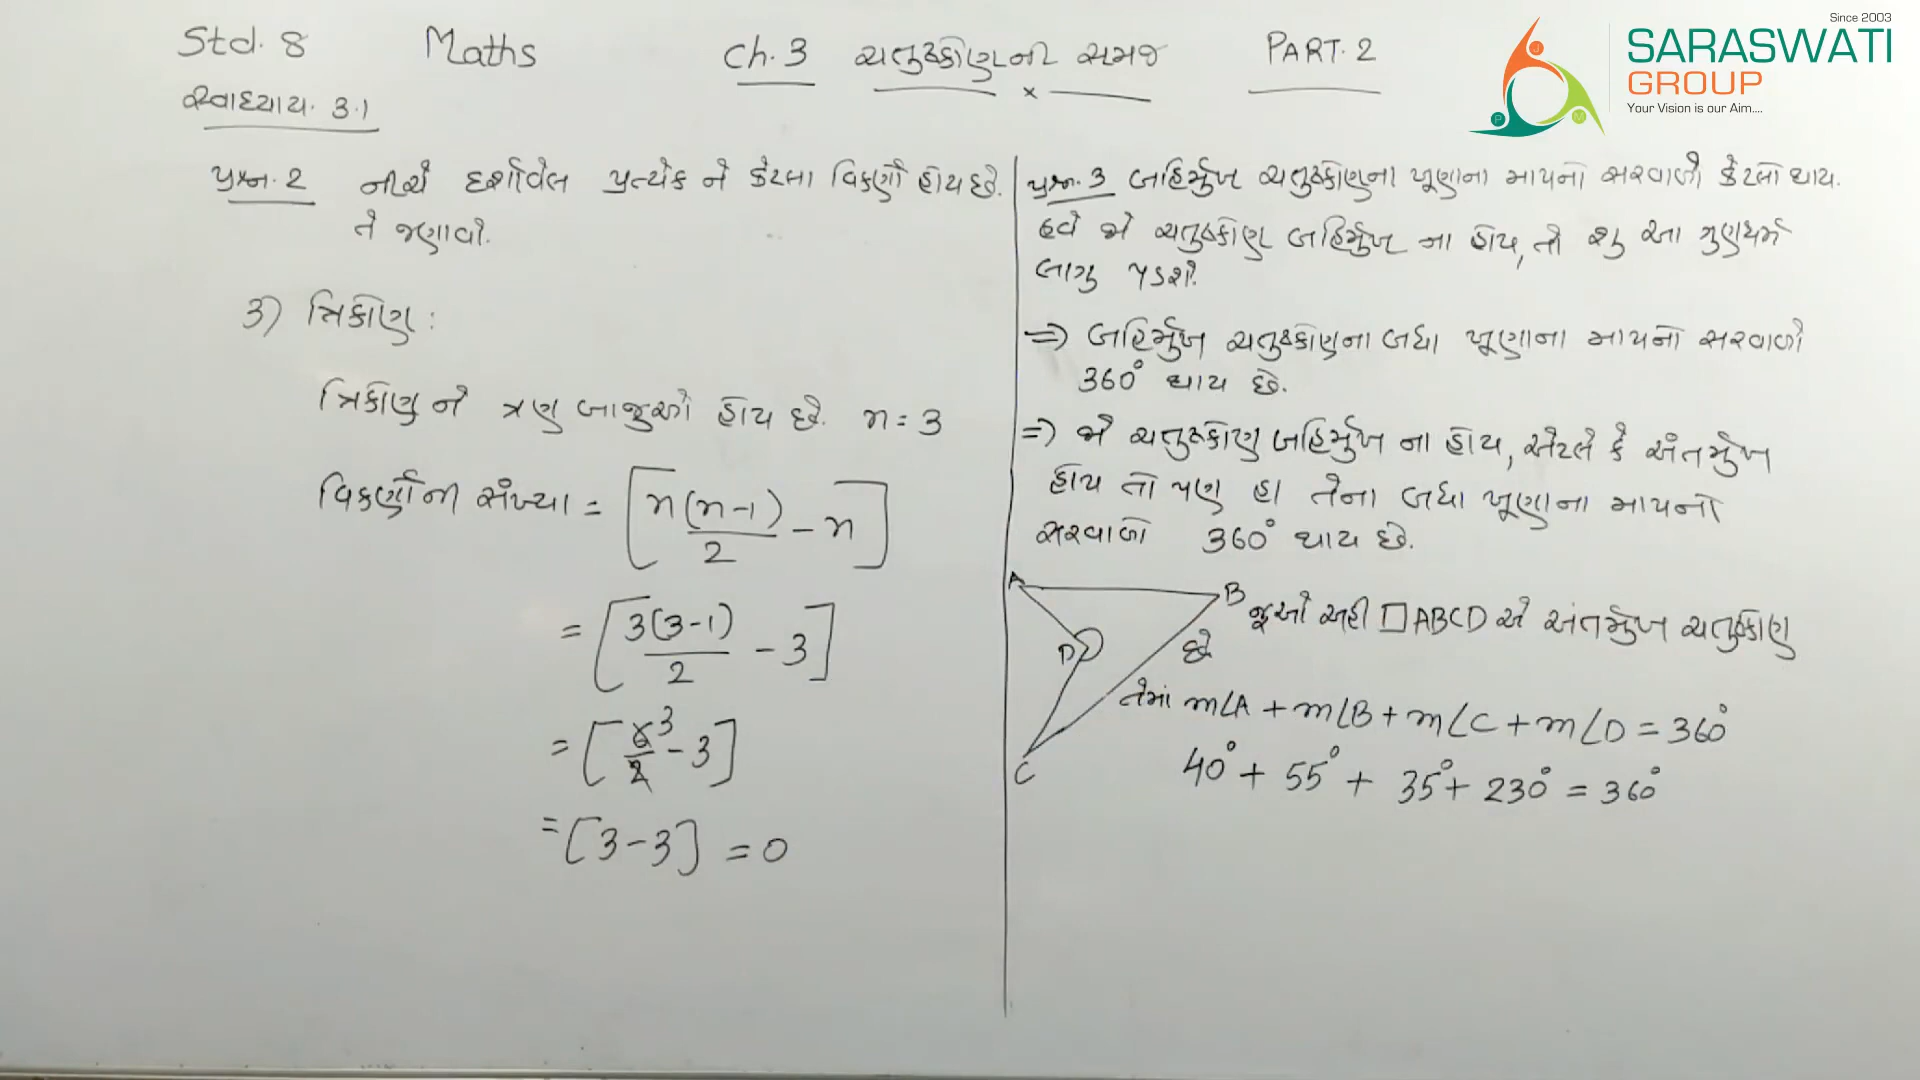 Std. 8 Maths Ch. 3 ચતુષ્કોણની સમજ PART. 2
સ્વાધ્યાય. 3.1
Since 2003
SARASWATI
GROUP
Your Vision is our Aim....
J
P
M
પ્રશ્ન. 2 નીચે દર્શાવેલ પ્રત્યેક ને કેટલા વિકર્ણો હોય છે.
તે જણાવો.
3) ત્રિકોણ :
ત્રિકોણ ને ત્રણ બાજુઓ હોય છે. n = 3
વિકર્ણોની સંખ્યા = [n(n-1)/2 - n]
= [3(3-1)/2 - 3]
= [6/2 3 - 3]
= [3-3] = 0
પ્રશ્ન. 3 બહિર્મુખ ચતુષ્કોણના ખૂણાના માપનો સરવાળો કેટલો થાય.
હવે જો ચતુષ્કોણ બહિર્મુખ ના હોય, તો શુ આ ગુણધર્મ
લાગુ પડશે.
=> બહિર્મુખ ચતુષ્કોણના બધા ખૂણાના માપનો સરવાળો
360° થાય છે.
=> જો ચતુષ્કોણ બહિર્મુખ ના હોય, એટલે કે અંતર્મુખ
હોય તો પણ હા તેના બધા ખૂણાના માપનો
સરવાળો 360° થાય છે.
A
B
D
C
જૂઓ અહી □ABCD એ અંતર્મુખ ચતુષ્કોણ
છે
તેમાં m∠A + m∠B + m∠C + m∠D = 360°
40° + 55° + 35° + 230° = 360°